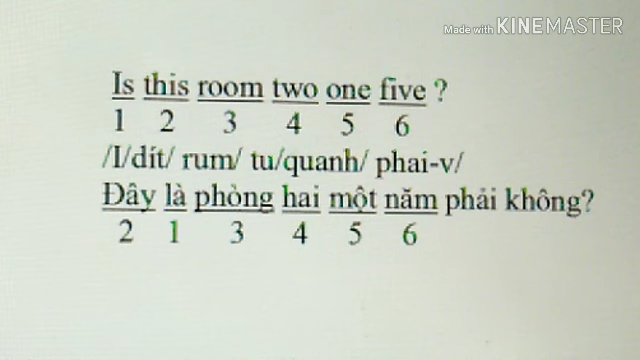 Made with KINEMASTER
Is this room two one five ?
1 2 3 4 5 6
/I/dít/ rum/ tu/quanh/ phai-v/
Đây là phòng hai một năm phải không?
2 1 3 4 5 6